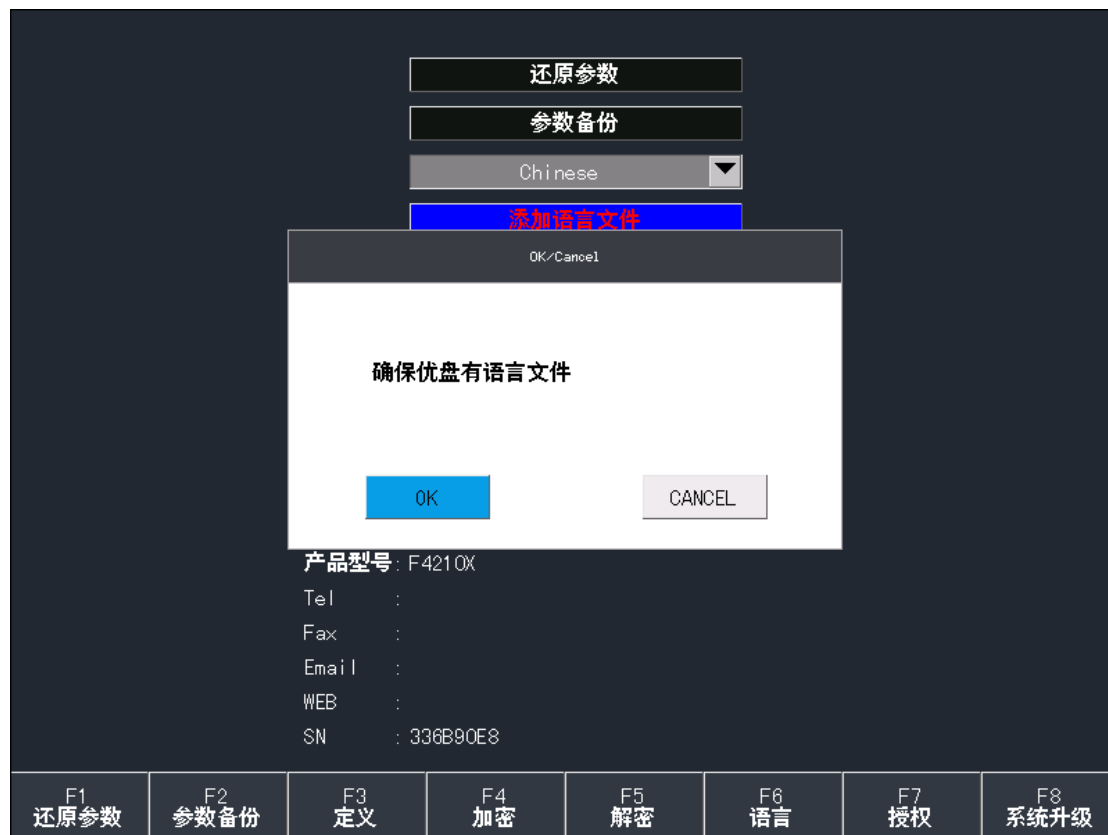 还原参数
参数备份
Chinese
添加语言文件
OK/Cancel
确保优盘有语言文件
OK
CANCEL
产品型号: F4210X
Tel :
Fax :
Email :
WEB :
SN : 336B90E8
F1
还原参数
F2
参数备份
F3
定义
F4
加密
F5
解密
F6
语言
F7
授权
F8
系统升级